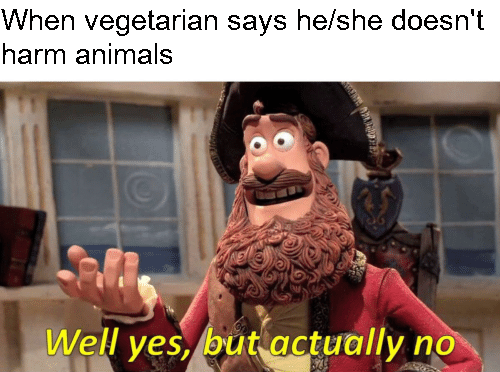 When vegetarian says he/she doesn't
harm animals
Well yes, but actually no